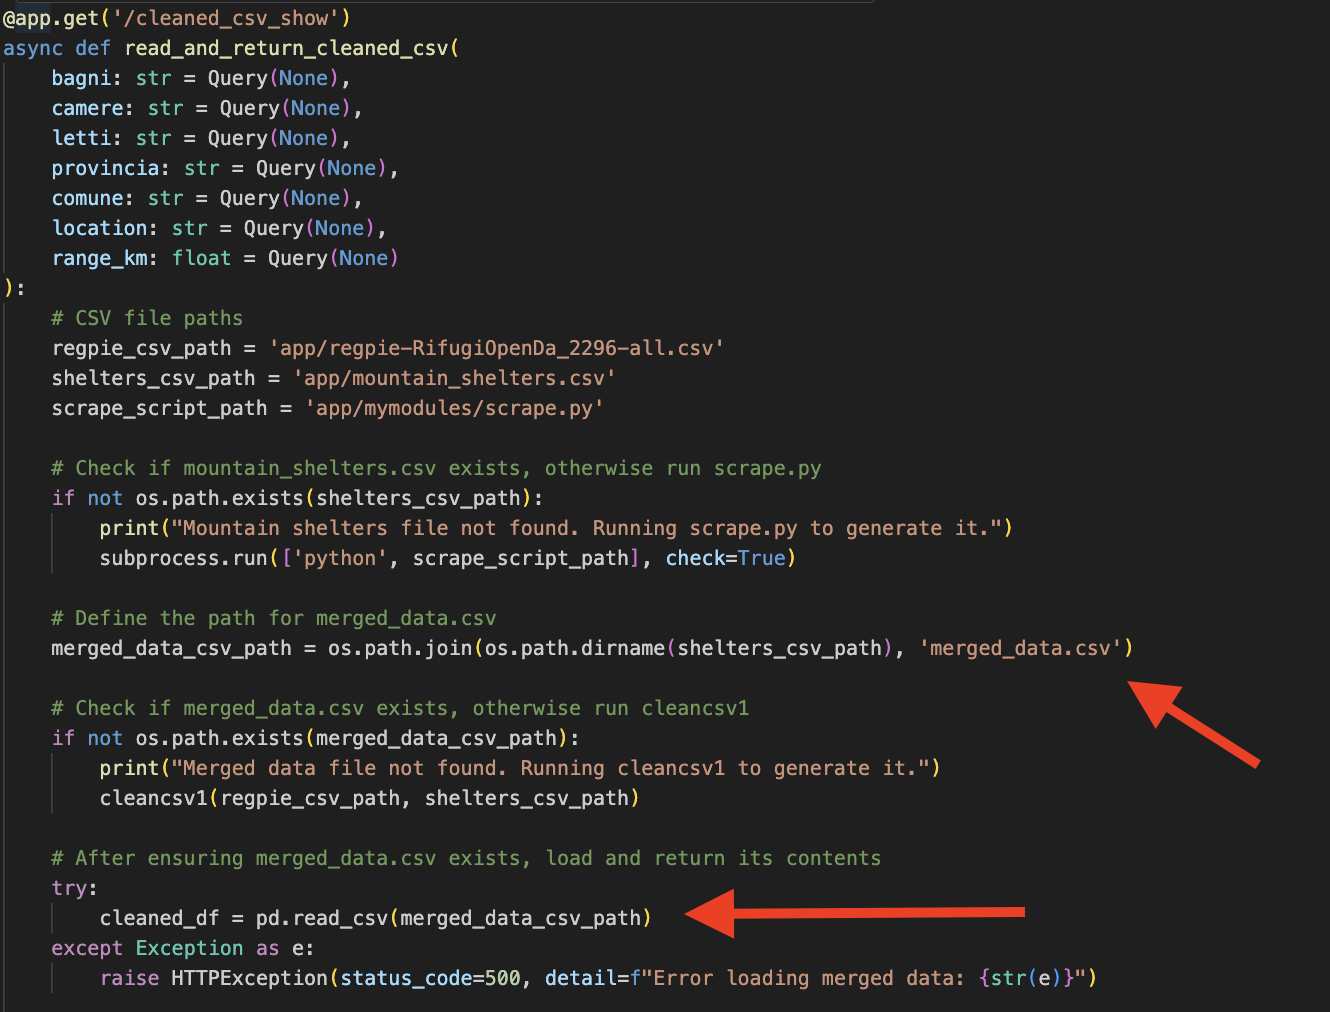 @app.get('/cleaned_csv_show')
async def read_and_return_cleaned_csv(
    bagni: str = Query(None),
    camere: str = Query(None),
    letti: str = Query(None),
    provincia: str = Query(None),
    comune: str = Query(None),
    location: str = Query(None),
    range_km: float = Query(None)
):
    # CSV file paths
    regpie_csv_path = 'app/regpie-RifugiOpenDa_2296-all.csv'
    shelters_csv_path = 'app/mountain_shelters.csv'
    scrape_script_path = 'app/mymodules/scrape.py'

    # Check if mountain_shelters.csv exists, otherwise run scrape.py
    if not os.path.exists(shelters_csv_path):
        print("Mountain shelters file not found. Running scrape.py to generate it.")
        subprocess.run(['python', scrape_script_path], check=True)

    # Define the path for merged_data.csv
    merged_data_csv_path = os.path.join(os.path.dirname(shelters_csv_path), 'merged_data.csv')

    # Check if merged_data.csv exists, otherwise run cleancsv1
    if not os.path.exists(merged_data_csv_path):
        print("Merged data file not found. Running cleancsv1 to generate it.")
        cleancsv1(regpie_csv_path, shelters_csv_path)

    # After ensuring merged_data.csv exists, load and return its contents
    try:
        cleaned_df = pd.read_csv(merged_data_csv_path)
    except Exception as e:
        raise HTTPException(status_code=500, detail=f"Error loading merged data: {str(e)}")